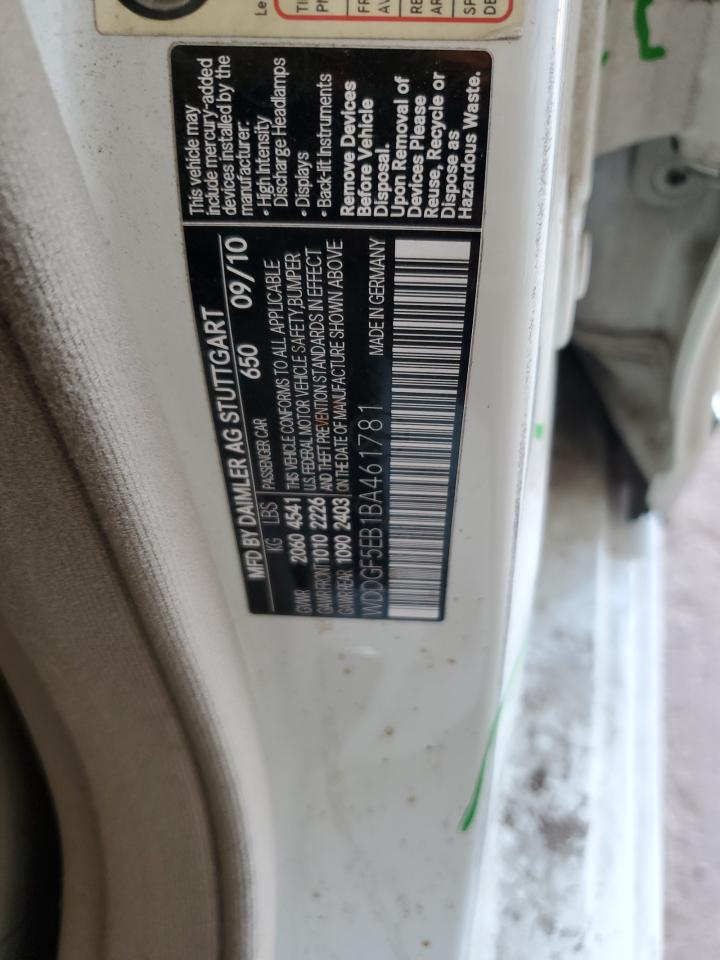 This vehicle may
include mercury-added
devices installed by the
manufacturer:
• High Intensity
Discharge Headlamps
• Displays
• Back-lit Instruments
Remove Devices
Before Vehicle
Disposal.
Upon Removal of
Devices Please
Reuse, Recycle or
Dispose as
Hazardous Waste.
MFD BY DAIMLER AG STUTTGART
KG LBS PASSENGER CAR 650 09/10
GAWR 2060 4541 THIS VEHICLE CONFORMS TO ALL APPLICABLE
U.S. FEDERAL MOTOR VEHICLE SAFETY, BUMPER
GAWR FRONT 1010 2226 AND THEFT PREVENTION STANDARDS IN EFFECT
GAWR REAR 1090 2403 ON THE DATE OF MANUFACTURE SHOWN ABOVE
WDDGF5EB1BA461781 MADE IN GERMANY